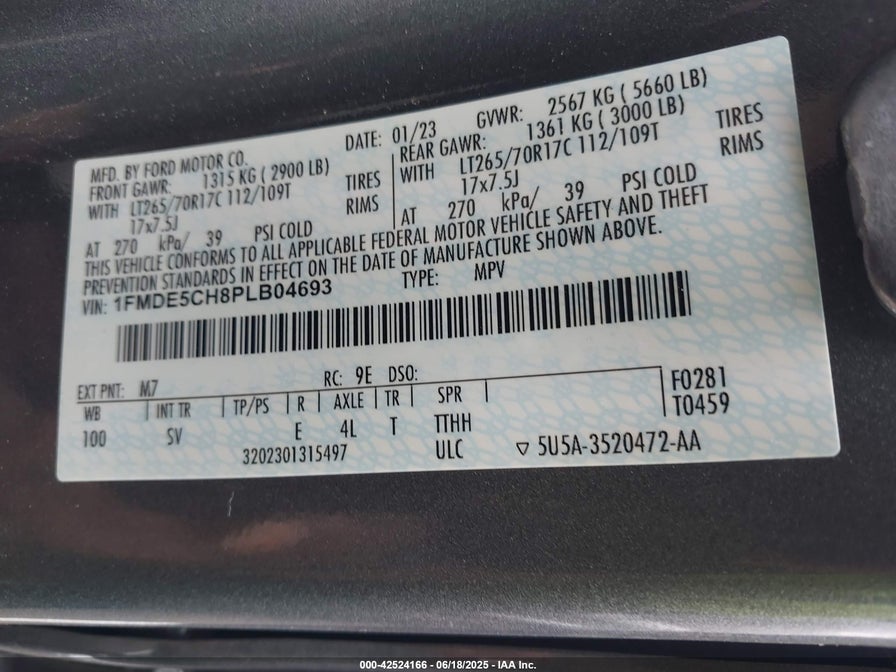 MFD. BY FORD MOTOR CO.
DATE: 01/23 GVWR: 2567 KG ( 5660 LB)
FRONT GAWR: 1315 KG ( 2900 LB)
WITH LT265/70R17C 112/109T TIRES
17x7.5J RIMS
AT 270 kPa/ 39 PSI COLD
REAR GAWR: 1361 KG ( 3000 LB)
WITH LT265/70R17C 112/109T TIRES
17x7.5J RIMS
AT 270 kPa/ 39 PSI COLD
THIS VEHICLE CONFORMS TO ALL APPLICABLE FEDERAL MOTOR VEHICLE SAFETY AND THEFT
PREVENTION STANDARDS IN EFFECT ON THE DATE OF MANUFACTURE SHOWN ABOVE.
VIN: 1FMDE5CH8PLB04693 TYPE: MPV
EXT PNT: M7 RC: 9E DSO:
WB INT TR TP/PS R AXLE TR SPR F0281
100 SV E 4L T TTHH T0459
3202301315497 ULC ▽ 5U5A-3520472-AA
000-42524166 - 06/18/2025 - IAA Inc.